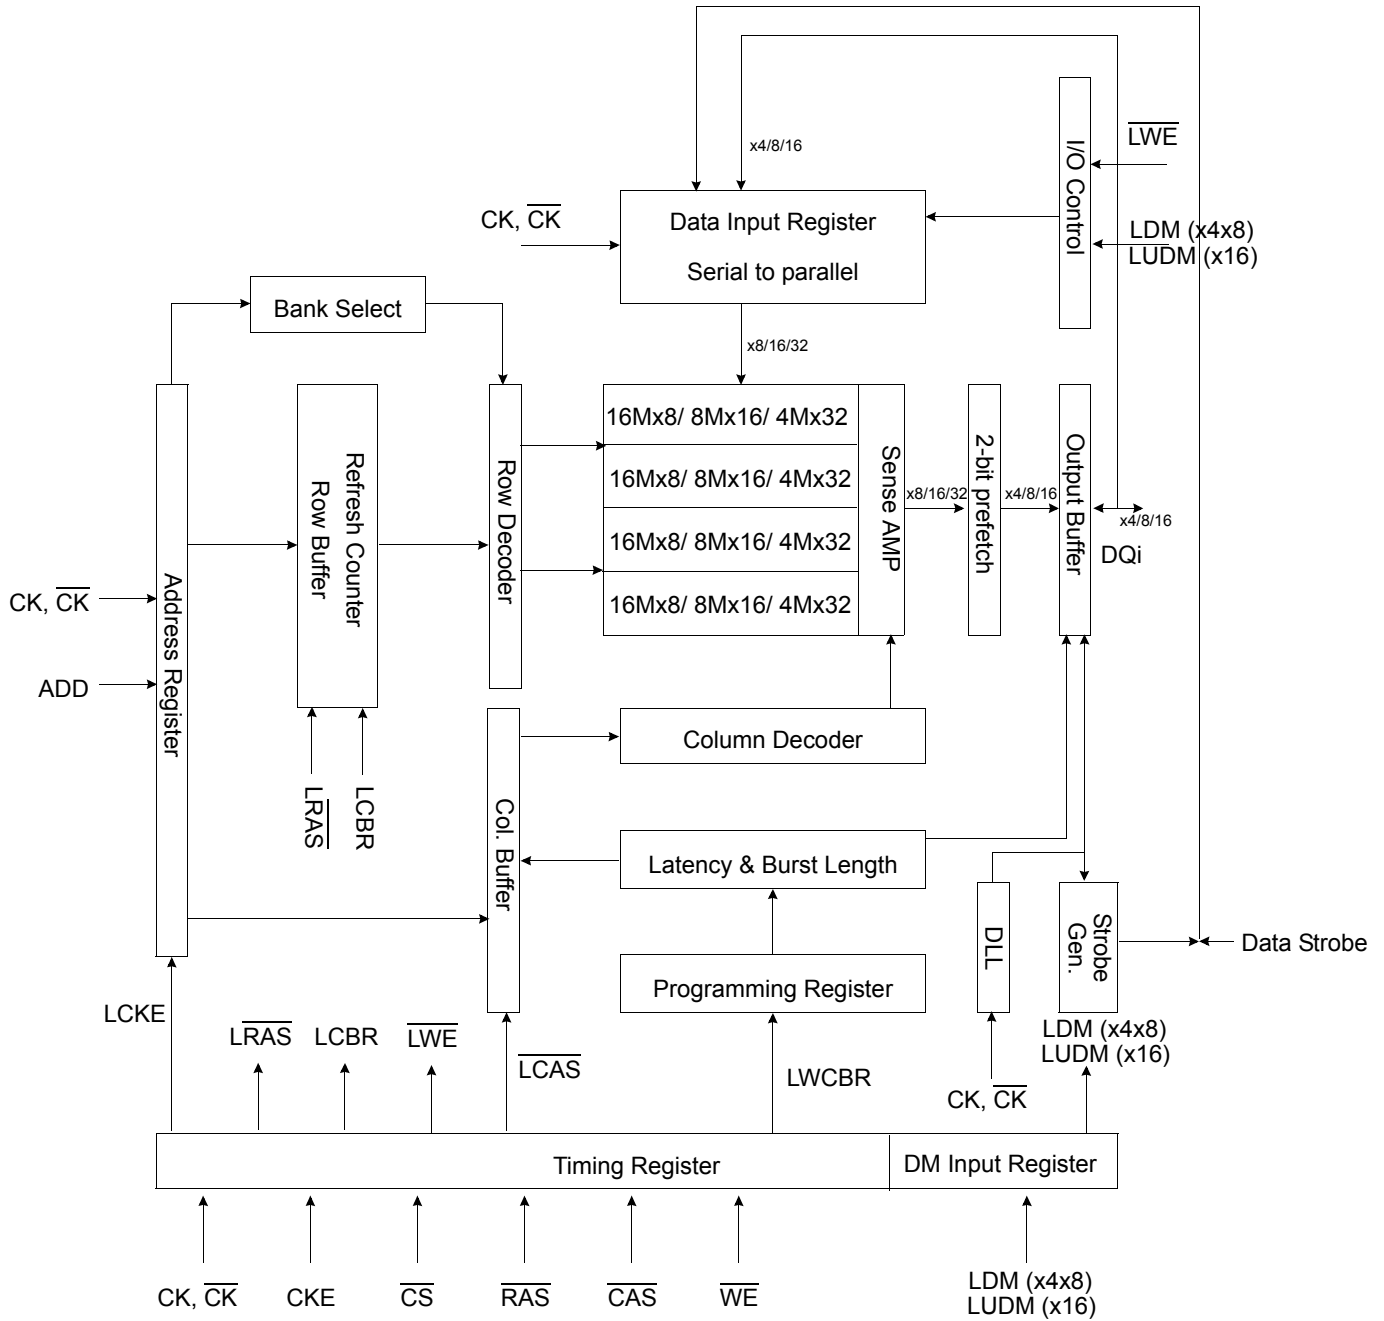 x4/8/16
LWE
I/O Control
CK, CK
Data Input Register
Serial to parallel
LDM (x4x8)
LUDM (x16)
Bank Select
x8/16/32
Address Register
Refresh Counter
Row Buffer
Row Decoder
16Mx8/ 8Mx16/ 4Mx32
16Mx8/ 8Mx16/ 4Mx32
16Mx8/ 8Mx16/ 4Mx32
16Mx8/ 8Mx16/ 4Mx32
Sense AMP
x8/16/32
2-bit prefetch
x4/8/16
Output Buffer
x4/8/16
DQi
CK, CK
ADD
LRAS
LCBR
Col. Buffer
Column Decoder
Latency & Burst Length
Programming Register
DLL
Strobe
Gen.
Data Strobe
LCKE
LRAS
LCBR
LWE
LCAS
LWCBR
CK, CK
LDM (x4x8)
LUDM (x16)
Timing Register
DM Input Register
CK, CK
CKE
CS
RAS
CAS
WE
LDM (x4x8)
LUDM (x16)